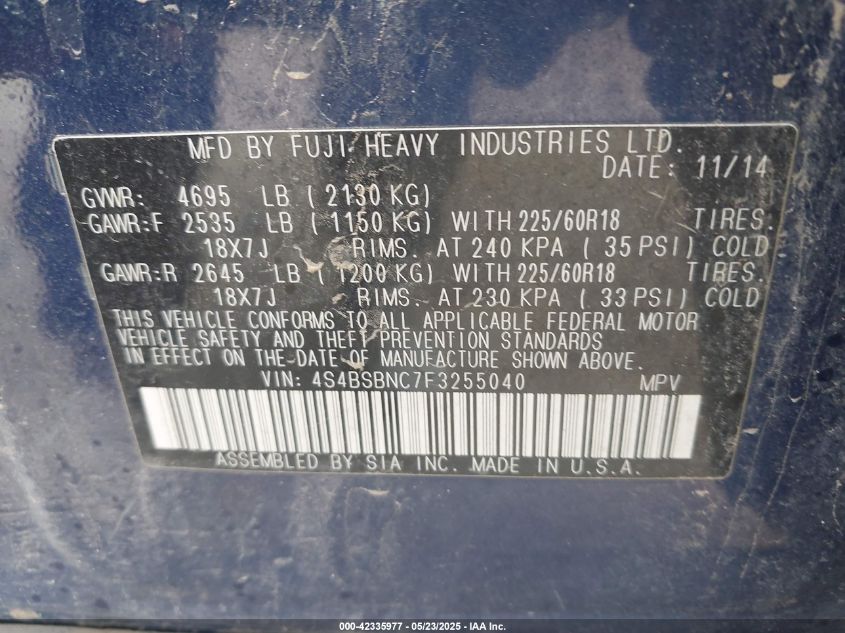 MFD BY FUJI HEAVY INDUSTRIES LTD.
DATE: 11/14
GVWR: 4695 LB ( 2130 KG)
GAWR:F 2535 LB ( 1150 KG) WITH 225/60R18 TIRES.
18X7J RIMS. AT 240 KPA ( 35 PSI) COLD
GAWR:R 2645 LB ( 1200 KG) WITH 225/60R18 TIRES.
18X7J RIMS. AT 230 KPA ( 33 PSI) COLD
THIS VEHICLE CONFORMS TO ALL APPLICABLE FEDERAL MOTOR
VEHICLE SAFETY AND THEFT PREVENTION STANDARDS
IN EFFECT ON THE DATE OF MANUFACTURE SHOWN ABOVE.
VIN: 4S4BSBNC7F3255040 MPV
ASSEMBLED BY SIA INC. MADE IN U.S.A.
000-42335977 - 05/23/2025 - IAA Inc.